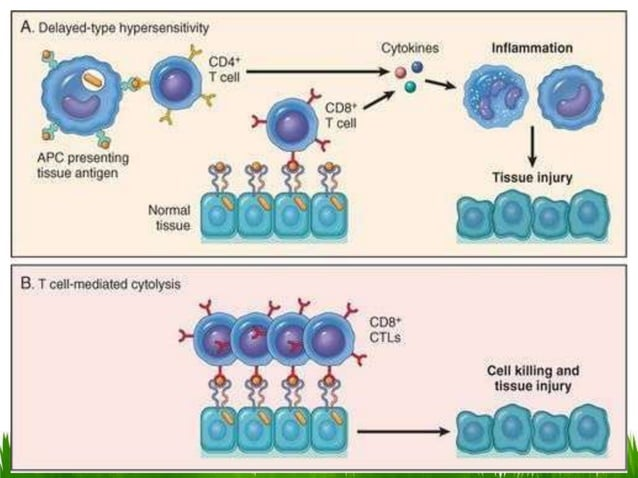 A. Delayed-type hypersensitivity
CD4+
T cell
Cytokines
Inflammation
CD8+
T cell
APC presenting
tissue antigen
Tissue injury
Normal
tissue
B. T cell-mediated cytolysis
CD8+
CTLs
Cell killing and
tissue injury